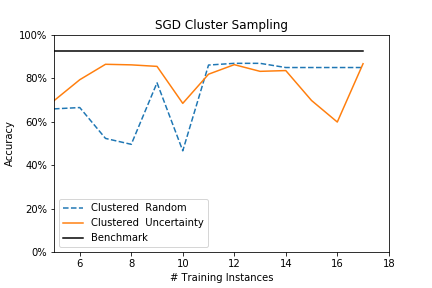 SGD Cluster Sampling
100%
80%
60%
40%
20%
0%
Accuracy
Clustered Random
Clustered Uncertainty
Benchmark
6 8 10 12 14 16 18
# Training Instances